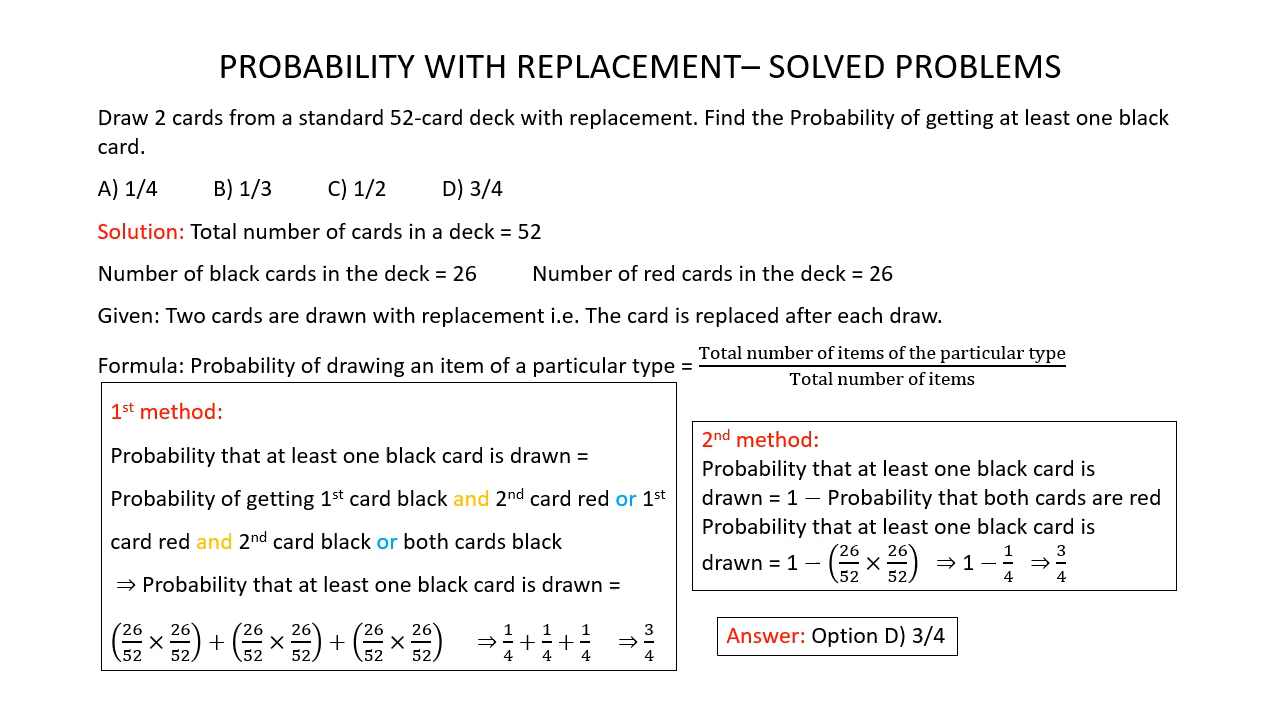 PROBABILITY WITH REPLACEMENT– SOLVED PROBLEMS
Draw 2 cards from a standard 52-card deck with replacement. Find the Probability of getting at least one black
card.
A) 1/4 B) 1/3 C) 1/2 D) 3/4
Solution: Total number of cards in a deck = 52
Number of black cards in the deck = 26 Number of red cards in the deck = 26
Given: Two cards are drawn with replacement i.e. The card is replaced after each draw.
Formula: Probability of drawing an item of a particular type = Total number of items of the particular type / Total number of items
1st method:
Probability that at least one black card is drawn =
Probability of getting 1st card black and 2nd card red or 1st
card red and 2nd card black or both cards black
⇒ Probability that at least one black card is drawn =
(26/52 × 26/52) + (26/52 × 26/52) + (26/52 × 26/52) ⇒ 1/4 + 1/4 + 1/4 ⇒ 3/4
2nd method:
Probability that at least one black card is
drawn = 1 − Probability that both cards are red
Probability that at least one black card is
drawn = 1 − (26/52 × 26/52) ⇒ 1 − 1/4 ⇒ 3/4
Answer: Option D) 3/4